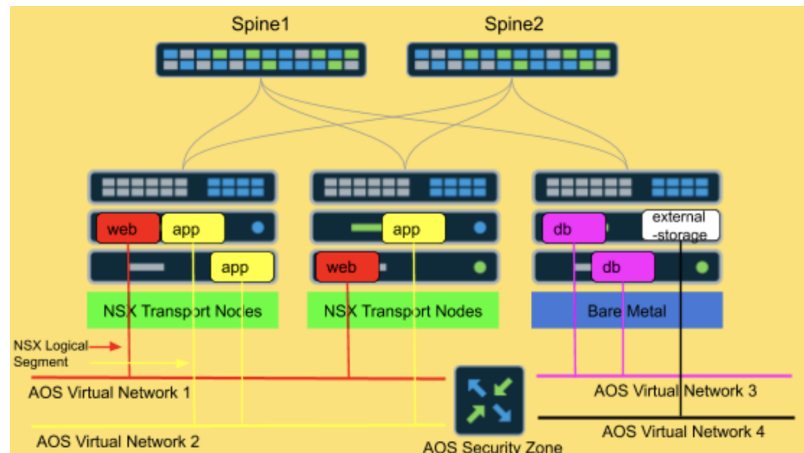 Spine1 Spine2
web app app db external
-storage
app web db
NSX Transport Nodes NSX Transport Nodes Bare Metal
NSX Logical
Segment
AOS Virtual Network 1 AOS Virtual Network 3
AOS Virtual Network 2 AOS Security Zone AOS Virtual Network 4